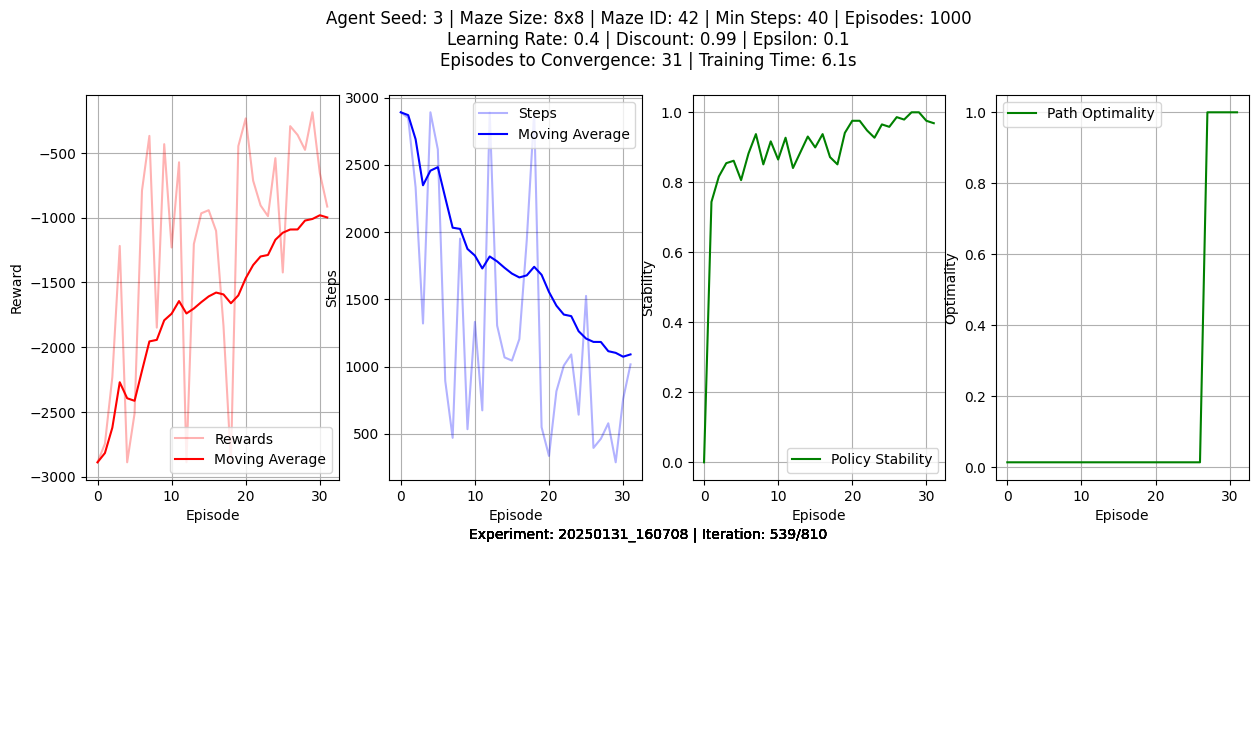 Agent Seed: 3 | Maze Size: 8x8 | Maze ID: 42 | Min Steps: 40 | Episodes: 1000
Learning Rate: 0.4 | Discount: 0.99 | Epsilon: 0.1
Episodes to Convergence: 31 | Training Time: 6.1s
Reward
−500
−1000
−1500
−2000
−2500
−3000
Rewards
Moving Average
0
10
20
30
Episode
Steps
3000
2500
2000
1500
1000
500
Steps
Moving Average
0
10
20
30
Episode
Stability
1.0
0.8
0.6
0.4
0.2
0.0
Policy Stability
0
10
20
30
Episode
Optimality
1.0
0.8
0.6
0.4
0.2
0.0
Path Optimality
0
10
20
30
Episode
Experiment: 20250131_160708 | Iteration: 539/810